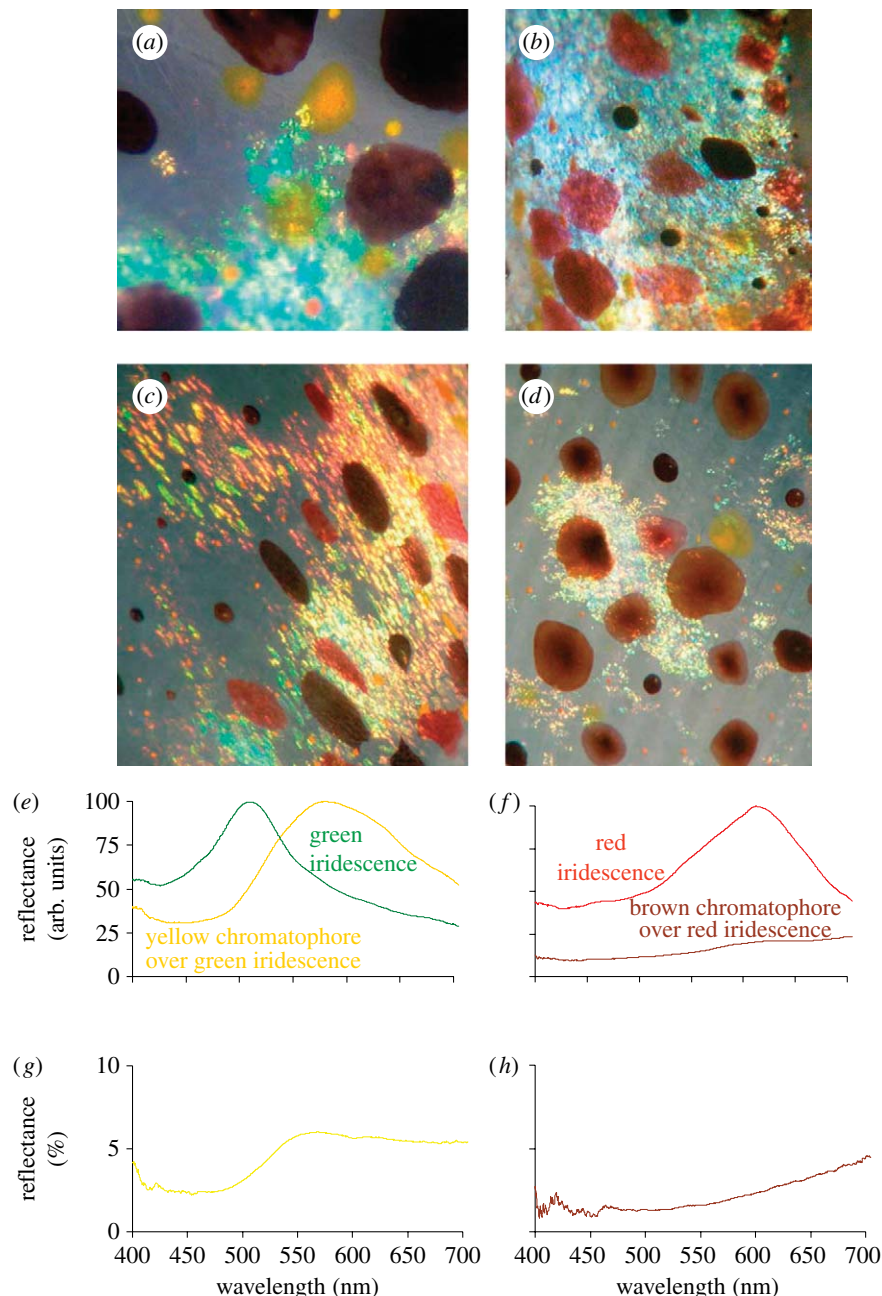 (a)
(b)
(c)
(d)
(e)
100
75
50
25
0
reflectance
(arb. units)
green
iridescence
yellow chromatophore
over green iridescence
(f)
red
iridescence
brown chromatophore
over red iridescence
(g)
10
5
0
reflectance
(%)
400 450 500 550 600 650 700
wavelength (nm)
(h)
400 450 500 550 600 650 700
wavelength (nm)